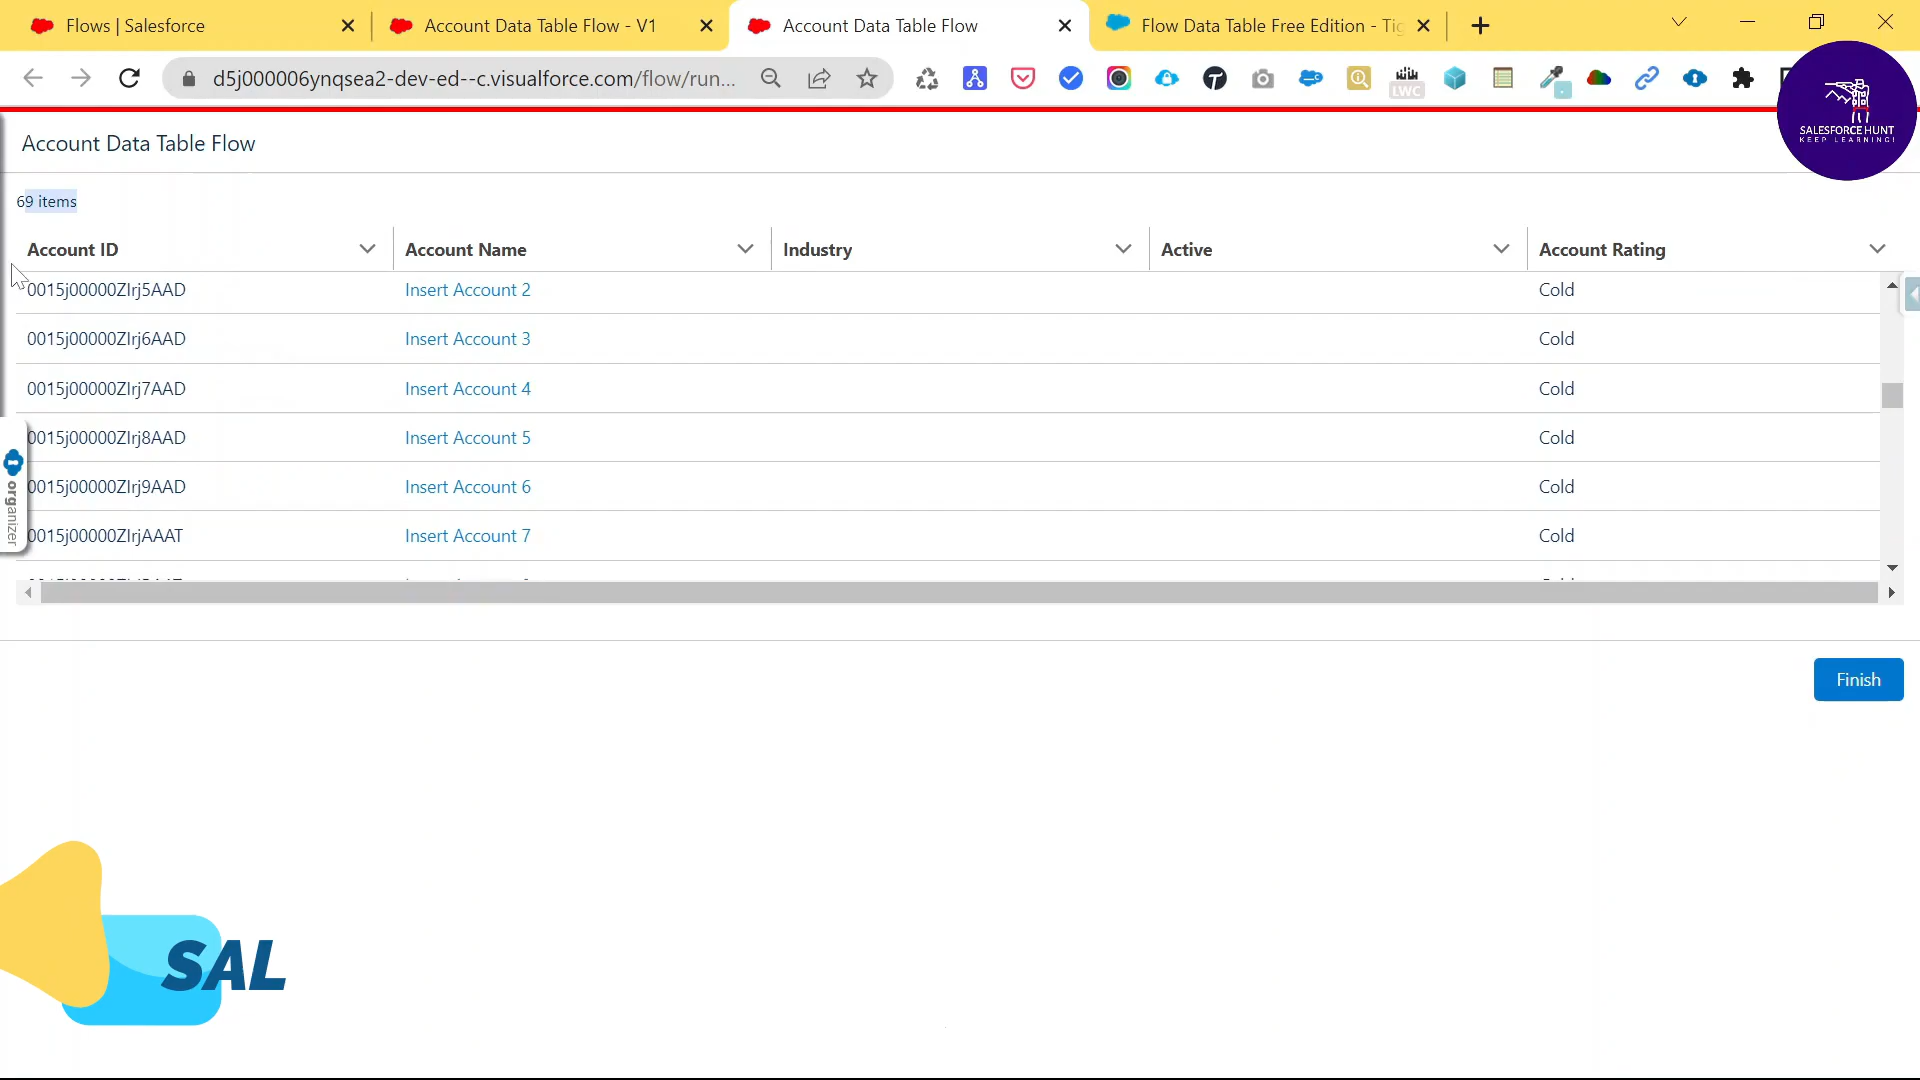 Flows | Salesforce
Account Data Table Flow - V1
Account Data Table Flow
Flow Data Table Free Edition - Tig
d5j000006ynqsea2-dev-ed--c.visualforce.com/flow/run...
LWC
SALESFORCE HUNT
KEEP LEARNING!
Account Data Table Flow
69 items
Account ID Account Name Industry Active Account Rating
0015j00000ZIrj5AAD Insert Account 2 Cold
0015j00000ZIrj6AAD Insert Account 3 Cold
0015j00000ZIrj7AAD Insert Account 4 Cold
0015j00000ZIrj8AAD Insert Account 5 Cold
0015j00000ZIrj9AAD Insert Account 6 Cold
0015j00000ZIrjAAAT Insert Account 7 Cold
organizer
Finish
SAL